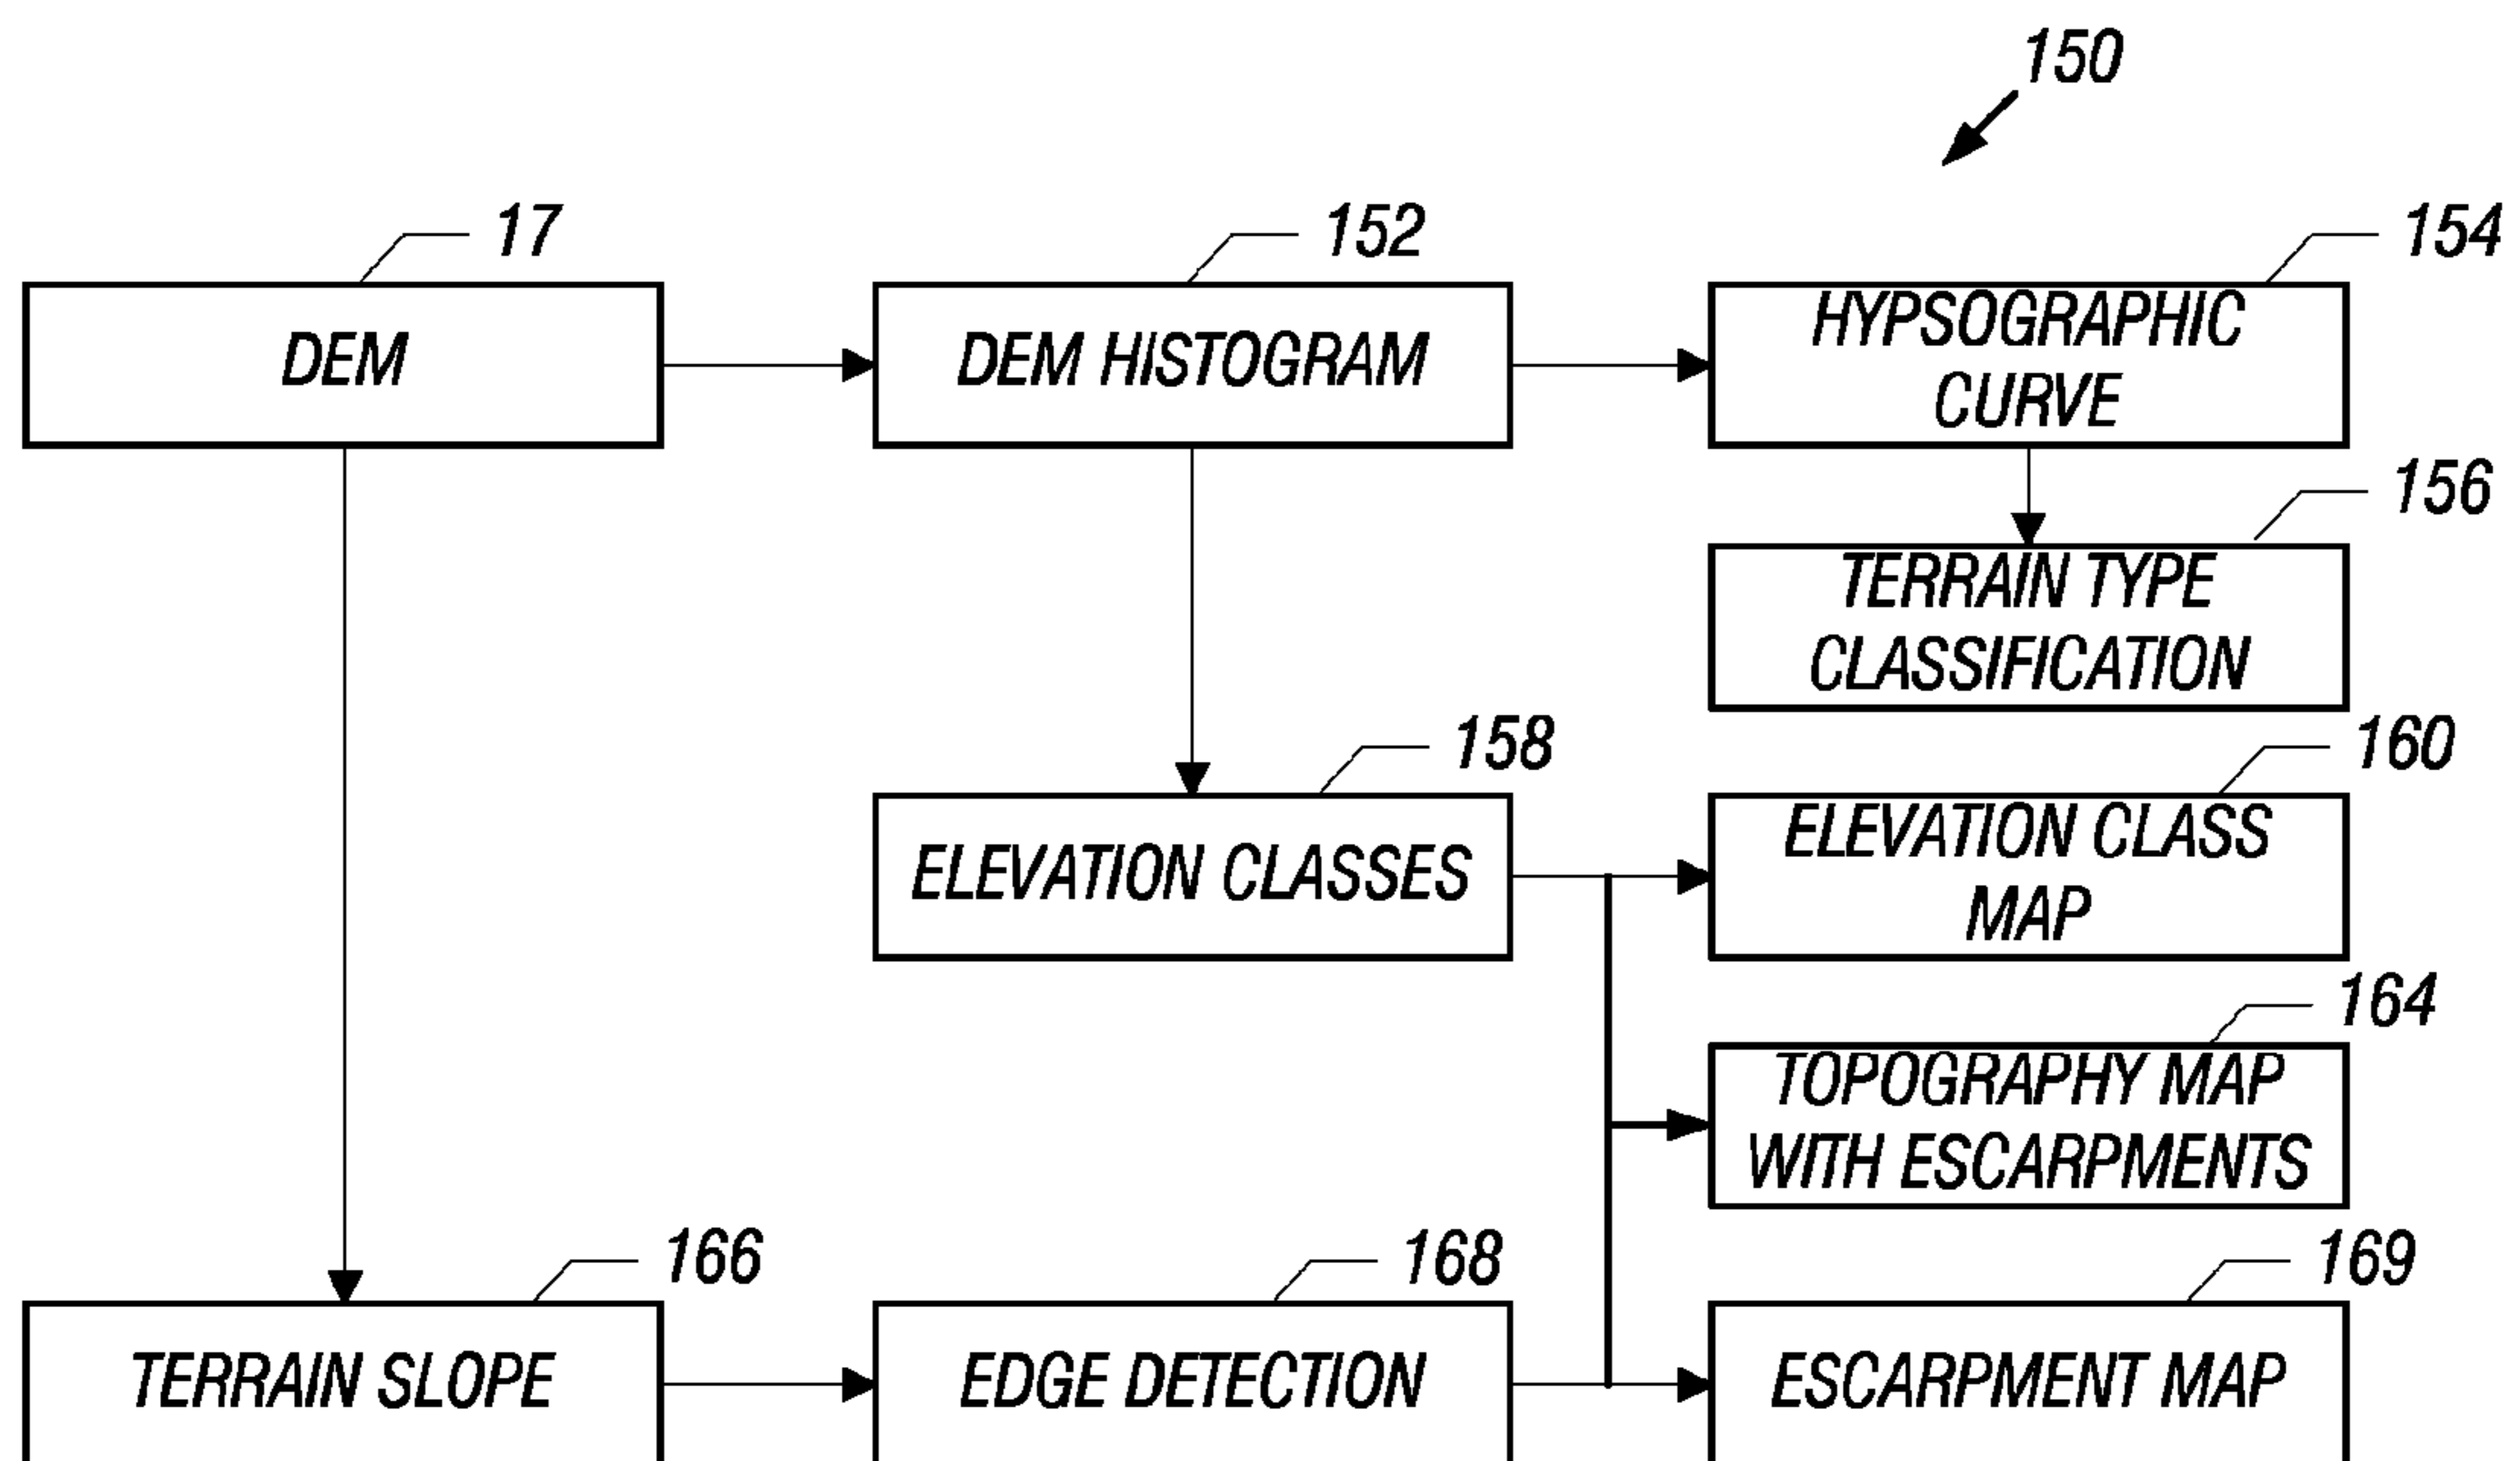 150
17
152
154
DEM
DEM HISTOGRAM
HYPSOGRAPHIC
CURVE
156
TERRAIN TYPE
CLASSIFICATION
158
160
ELEVATION CLASSES
ELEVATION CLASS
MAP
164
TOPOGRAPHY MAP
WITH ESCARPMENTS
166
168
169
TERRAIN SLOPE
EDGE DETECTION
ESCARPMENT MAP